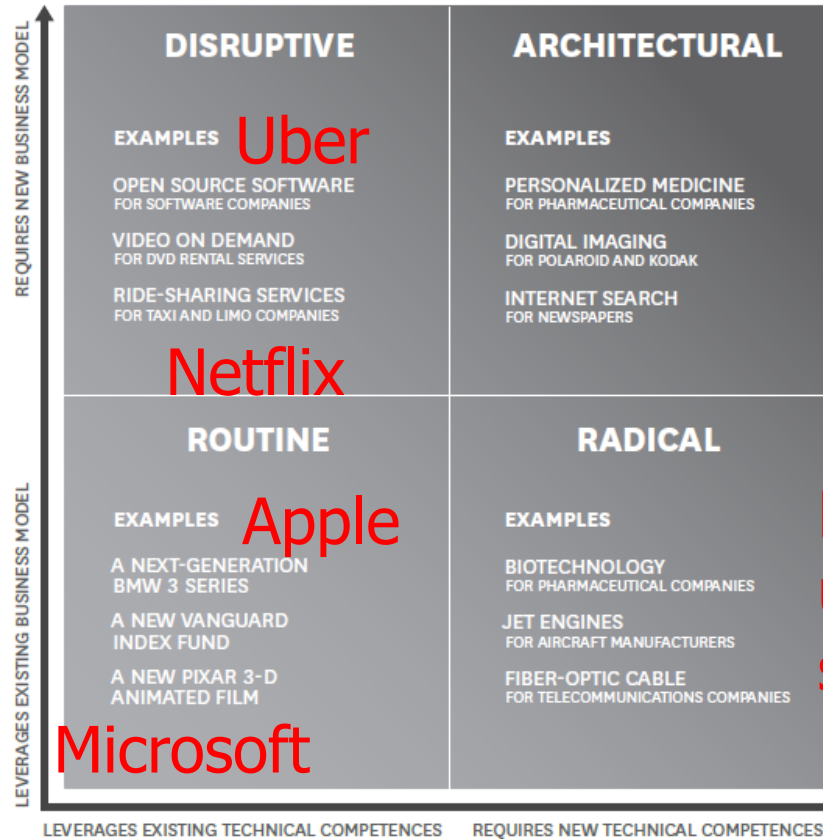 REQUIRES NEW BUSINESS MODEL
DISRUPTIVE
EXAMPLES Uber
OPEN SOURCE SOFTWARE
FOR SOFTWARE COMPANIES
VIDEO ON DEMAND
FOR DVD RENTAL SERVICES
RIDE-SHARING SERVICES
FOR TAXI AND LIMO COMPANIES
Netflix
ARCHITECTURAL
EXAMPLES
PERSONALIZED MEDICINE
FOR PHARMACEUTICAL COMPANIES
DIGITAL IMAGING
FOR POLAROID AND KODAK
INTERNET SEARCH
FOR NEWSPAPERS
LEVERAGES EXISTING BUSINESS MODEL
ROUTINE
EXAMPLES Apple
A NEXT-GENERATION
BMW 3 SERIES
A NEW VANGUARD
INDEX FUND
A NEW PIXAR 3-D
ANIMATED FILM
Microsoft
RADICAL
EXAMPLES
BIOTECHNOLOGY
FOR PHARMACEUTICAL COMPANIES
JET ENGINES
FOR AIRCRAFT MANUFACTURERS
FIBER-OPTIC CABLE
FOR TELECOMMUNICATIONS COMPANIES
LEVERAGES EXISTING TECHNICAL COMPETENCES
REQUIRES NEW TECHNICAL COMPETENCES